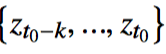 {z_{t_0−k}, …, z_{t_0}}